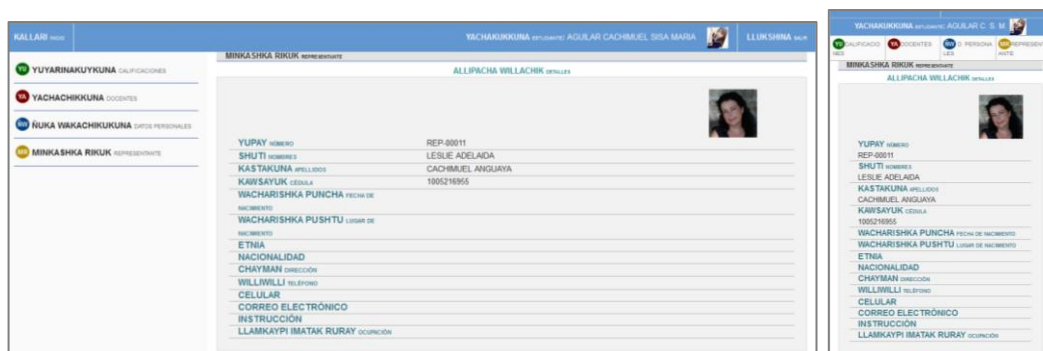 KALLARI INICIO
YACHAKUKKUNA ESTUDIANTE: AGUILAR CACHIMUEL SISA MARIA
LLUKSHINA SALIR
YU YUYARINAKUYKUNA CALIFICACIONES
YA YACHACHIKKUNA DOCENTES
ÑW ÑUKA WAKACHIKUKUNA DATOS PERSONALES
MR MINKASHKA RIKUK REPRESENTANTE
MINKASHKA RIKUK REPRESENTANTE
ALLIPACHA WILLACHIK DETALLES
YUPAY NÚMERO REP-00011
SHUTI NOMBRES LESLIE ADELAIDA
KASTAKUNA APELLIDOS CACHIMUEL ANGUAYA
KAWSAYUK CÉDULA 1005216955
WACHARISHKA PUNCHA FECHA DE
NACIMIENTO
WACHARISHKA PUSHTU LUGAR DE
NACIMIENTO
ETNIA
NACIONALIDAD
CHAYMAN DIRECCIÓN
WILLIWILLI TELÉFONO
CELULAR
CORREO ELECTRÓNICO
INSTRUCCIÓN
LLAMKAYPI IMATAK RURAY OCUPACIÓN
YACHAKUKKUNA ESTUDIANTE: AGUILAR C. S. M.
YU CALIFICACIO
NES
YA DOCENTES
D. PERSONA
LES
REPRESENT
ANTE
MINKASHKA RIKUK REPRESENTANTE
ALLIPACHA WILLACHIK DETALLES
YUPAY NÚMERO
REP-00011
SHUTI NOMBRES
LESLIE ADELAIDA
KASTAKUNA APELLIDOS
CACHIMUEL ANGUAYA
KAWSAYUK CÉDULA
1005216955
WACHARISHKA PUNCHA FECHA DE NACIMIENTO
WACHARISHKA PUSHTU LUGAR DE NACIMIENTO
ETNIA
NACIONALIDAD
CHAYMAN DIRECCIÓN
WILLIWILLI TELÉFONO
CELULAR
CORREO ELECTRÓNICO
INSTRUCCIÓN
LLAMKAYPI IMATAK RURAY OCUPACIÓN